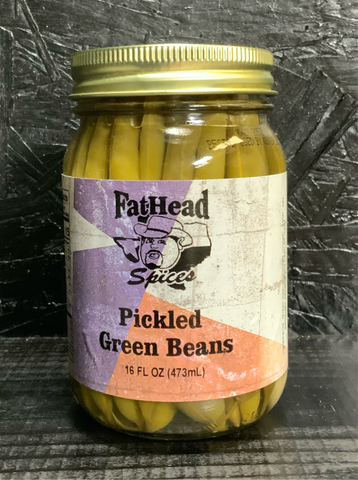 FatHead
Spices
Pickled
Green Beans
16 FL OZ (473mL)